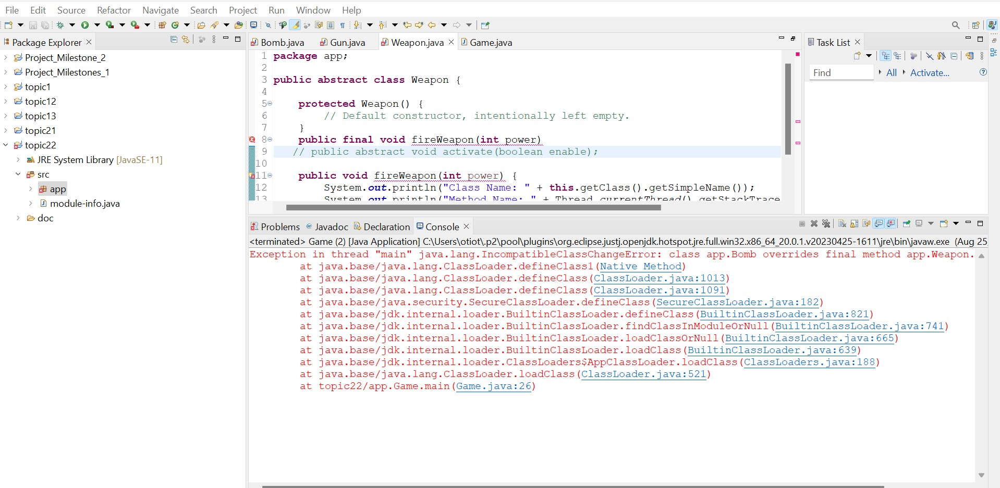 File Edit Source Refactor Navigate Search Project Run Window Help
Package Explorer
Project_Milestone_2
Project_Milestones_1
topic1
topic12
topic13
topic21
topic22
JRE System Library [JavaSE-11]
src
app
module-info.java
doc
Bomb.java Gun.java Weapon.java Game.java
1 package app;
2
3 public abstract class Weapon {
4
5 protected Weapon() {
6 // Default constructor, intentionally left empty.
7 }
8 public final void fireWeapon(int power)
9 // public abstract void activate(boolean enable);
10
11 public void fireWeapon(int power) {
12 System.out.println("Class Name: " + this.getClass().getSimpleName());
13 System.out.println("Method Name: " + Thread.currentThread().getStackTrace
Task List
Find All Activate...
Problems Javadoc Declaration Console
<terminated> Game (2) [Java Application] C:\Users\otiot\.p2\pool\plugins\org.eclipse.justj.openjdk.hotspot.jre.full.win32.x86_64_20.0.1.v20230425-1611\jre\bin\javaw.exe (Aug 25,
Exception in thread "main" java.lang.IncompatibleClassChangeError: class app.Bomb overrides final method app.Weapon.
at java.base/java.lang.ClassLoader.defineClass1(Native Method)
at java.base/java.lang.ClassLoader.defineClass(ClassLoader.java:1013)
at java.base/java.lang.ClassLoader.defineClass(ClassLoader.java:1091)
at java.base/java.security.SecureClassLoader.defineClass(SecureClassLoader.java:182)
at java.base/jdk.internal.loader.BuiltinClassLoader.defineClass(BuiltinClassLoader.java:821)
at java.base/jdk.internal.loader.BuiltinClassLoader.findClassInModuleOrNull(BuiltinClassLoader.java:741)
at java.base/jdk.internal.loader.BuiltinClassLoader.loadClassOrNull(BuiltinClassLoader.java:665)
at java.base/jdk.internal.loader.BuiltinClassLoader.loadClass(BuiltinClassLoader.java:639)
at java.base/jdk.internal.loader.ClassLoaders$AppClassLoader.loadClass(ClassLoaders.java:188)
at java.base/java.lang.ClassLoader.loadClass(ClassLoader.java:521)
at topic22/app.Game.main(Game.java:26)